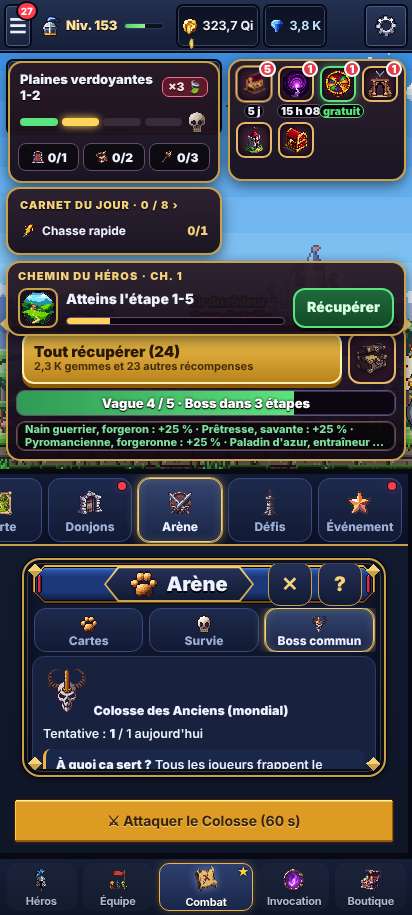 27
Niv. 153
323,7 Qi
3,8 K
Plaines verdoyantes
1-2
×3
0/1
0/2
0/3
5
1
1
1
5 j
15 h 08
gratuit
CARNET DU JOUR · 0 / 8 ›
Chasse rapide
0/1
CHEMIN DU HÉROS · CH. 1
Atteins l'étape 1-5
Récupérer
Tout récupérer (24)
2,3 K gemmes et 23 autres récompenses
Vague 4 / 5 · Boss dans 3 étapes
Nain guerrier, forgeron : +25 % · Prêtresse, savante : +25 % ·
Pyromancienne, forgeronne : +25 % · Paladin d'azur, entraîneur ...
rte
Donjons
Arène
Défis
Événement
Arène
✕
?
Cartes
Survie
Boss commun
Colosse des Anciens (mondial)
Tentative : 1 / 1 aujourd'hui
À quoi ça sert ? Tous les joueurs frappent le
⚔ Attaquer le Colosse (60 s)
Héros
Équipe
Combat
Invocation
Boutique